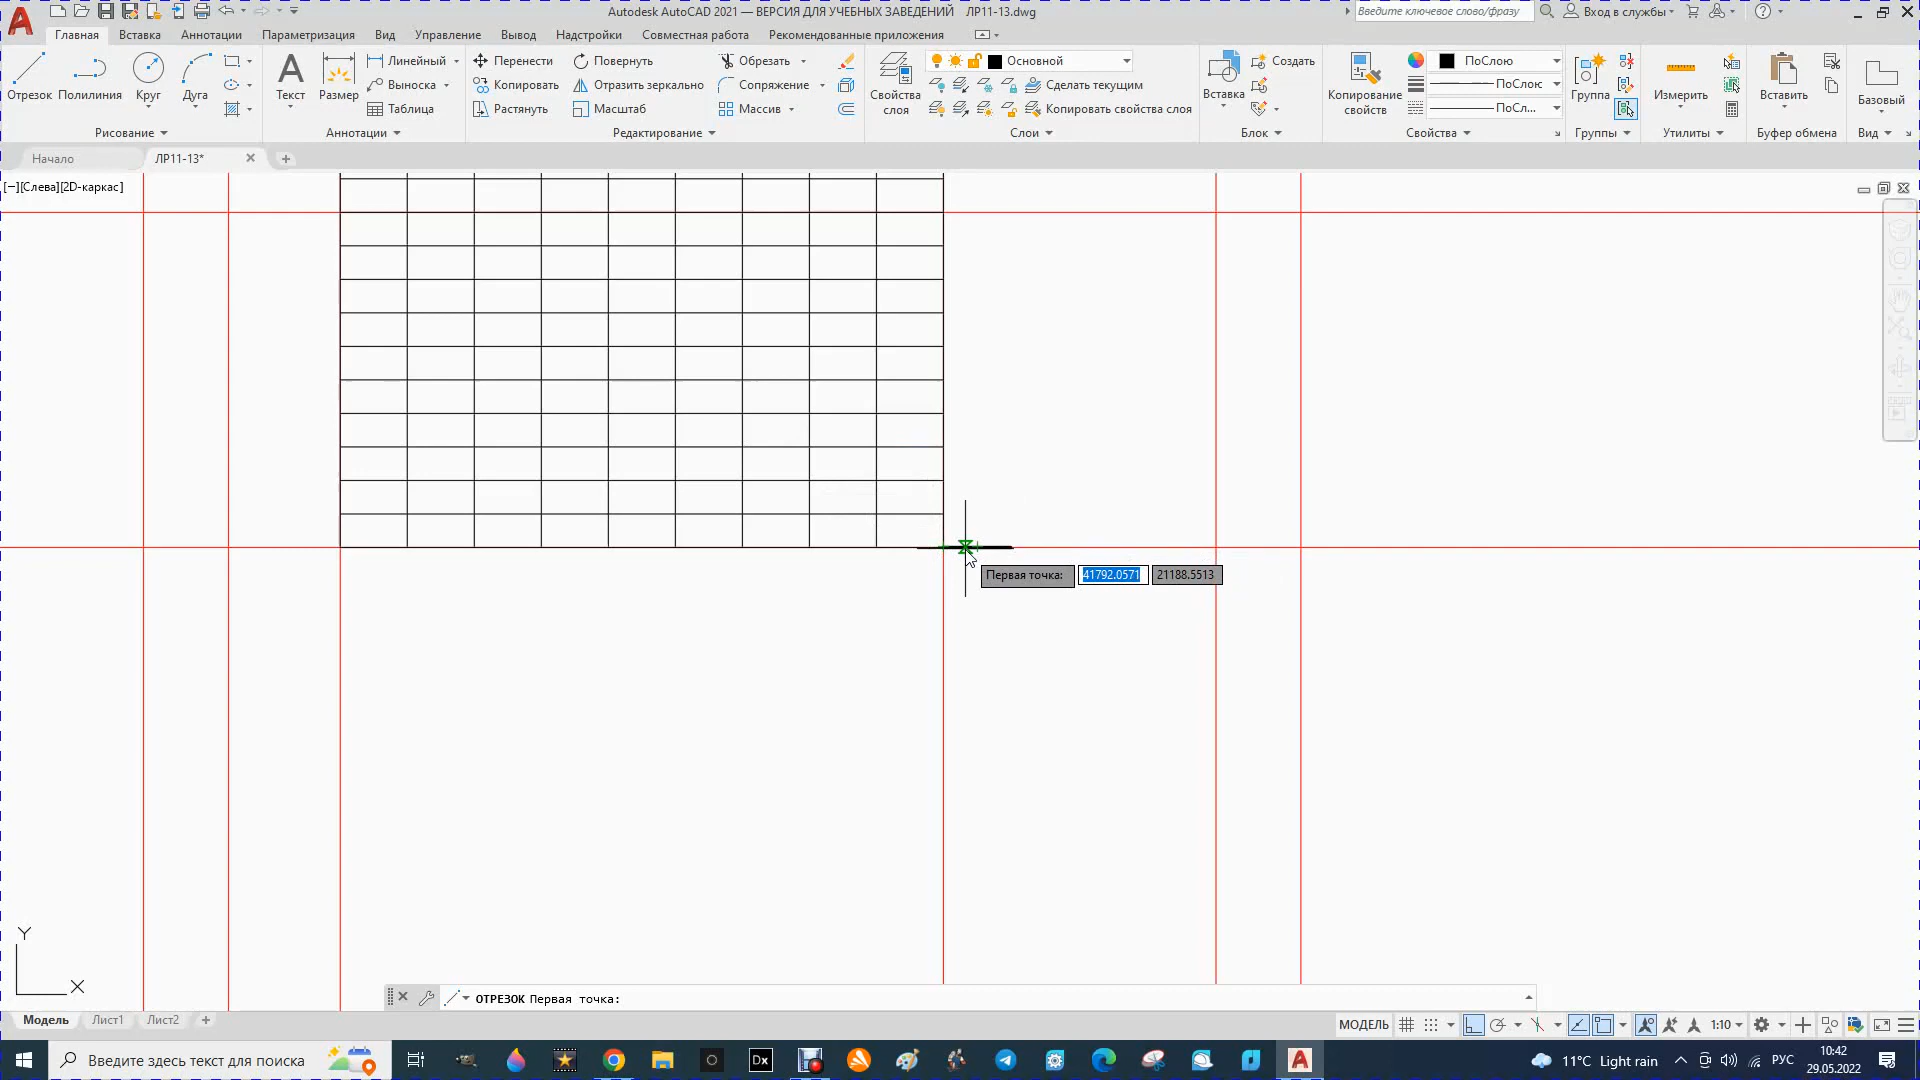 Autodesk AutoCAD 2021 — ВЕРСИЯ ДЛЯ УЧЕБНЫХ ЗАВЕДЕНИЙ ЛР11-13.dwg
Введите ключевое слово/фразу
Вход в службы
Главная Вставка Аннотации Параметризация Вид Управление Вывод Надстройки Совместная работа Рекомендованные приложения
Отрезок Полилиния Круг Дуга
Рисование
A
Текст Размер
Линейный
Выноска
Таблица
Аннотации
Перенести Повернуть Обрезать
Копировать Отразить зеркально Сопряжение
Растянуть Масштаб Массив
Редактирование
Свойства слоя
Основной
Сделать текущим
Копировать свойства слоя
Слои
Вставка
Создать
Блок
Копирование свойств
ПоСлою
ПоСлою
ПоСл...
Свойства
Группа
Группы
Измерить
Утилиты
Вставить
Буфер обмена
Базовый
Вид
Начало ЛР11-13*
[−][Слева][2D-каркас]
Первая точка: 41792.0571 21188.5513
Y
X
ОТРЕЗОК Первая точка:
Модель Лист1 Лист2 +
МОДЕЛЬ 1:10
Введите здесь текст для поиска
Dx
11°C Light rain
РУС
10:42
29.05.2022